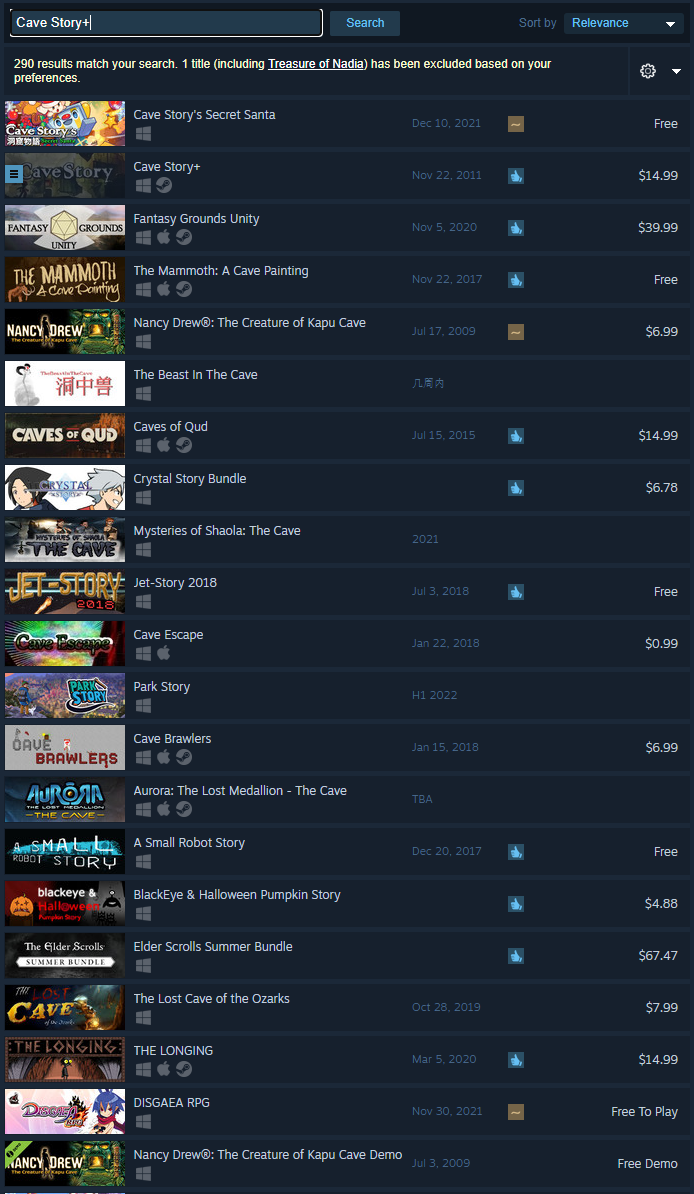 Cave Story+
Search
Sort by Relevance
290 results match your search. 1 title (including Treasure of Nadia) has been excluded based on your
preferences.
Cave Story's
洞窟物語 Secret Santa
Cave Story's Secret Santa
Dec 10, 2021
Free
Cave Story
Cave Story+
Nov 22, 2011
$14.99
FANTASY GROUNDS
UNITY
Fantasy Grounds Unity
Nov 5, 2020
$39.99
THE MAMMOTH
A Cave Painting
The Mammoth: A Cave Painting
Nov 22, 2017
Free
NANCY DREW
The Creature of Kapu Cave
Nancy Drew®: The Creature of Kapu Cave
Jul 17, 2009
$6.99
TheBeastInTheCave
洞中兽
The Beast In The Cave
几周内
CAVES OF QUD
Caves of Qud
Jul 15, 2015
$14.99
CRYSTAL
STORY
Crystal Story Bundle
$6.78
MYSTERIES OF SHAOLA
THE CAVE
Mysteries of Shaola: The Cave
2021
JET-STORY
2018
Jet-Story 2018
Jul 3, 2018
Free
Cave Escape
Cave Escape
Jan 22, 2018
$0.99
PARK
STORY
Park Story
H1 2022
CAVE
BRAWLERS
Cave Brawlers
Jan 15, 2018
$6.99
AURORA
THE LOST MEDALLION
-THE CAVE-
Aurora: The Lost Medallion - The Cave
TBA
A SMALL
ROBOT STORY
A Small Robot Story
Dec 20, 2017
Free
blackeye &
Halloween
Pumpkin Story
BlackEye & Halloween Pumpkin Story
$4.88
The Elder Scrolls
SUMMER BUNDLE
Elder Scrolls Summer Bundle
$67.47
THE LOST
CAVE
of the Ozarks
The Lost Cave of the Ozarks
Oct 28, 2019
$7.99
:THE LONGING:
THE LONGING
Mar 5, 2020
$14.99
DISGAEA
RPG
DISGAEA RPG
Nov 30, 2021
Free To Play
NANCY DREW
The Creature of Kapu Cave
Nancy Drew®: The Creature of Kapu Cave Demo
Jul 3, 2009
Free Demo